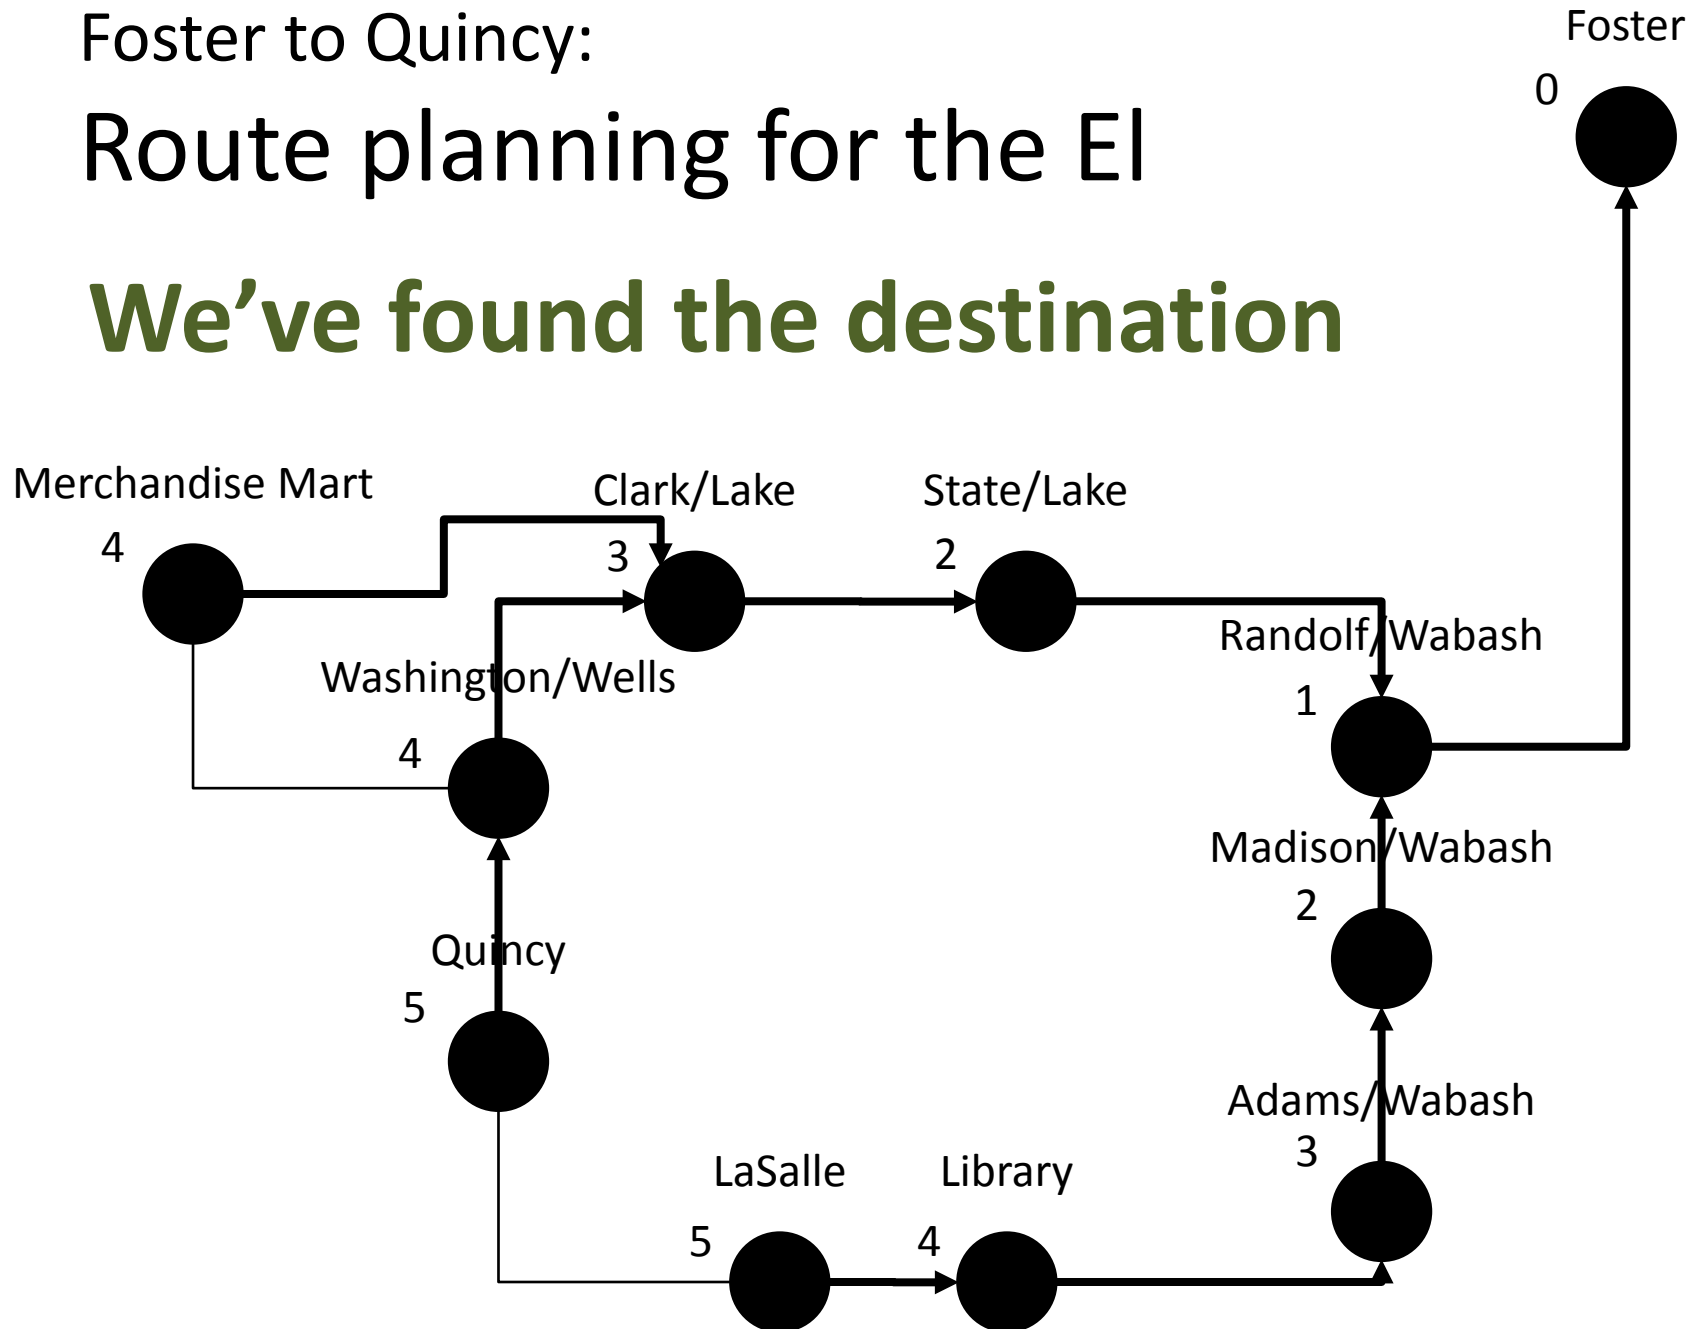 Foster to Quincy:
Route planning for the El
We’ve found the destination
Foster
0
Merchandise Mart
4
Clark/Lake
3
State/Lake
2
Randolf/Wabash
1
Washington/Wells
4
Madison/Wabash
2
Quincy
5
Adams/Wabash
3
LaSalle
5
Library
4